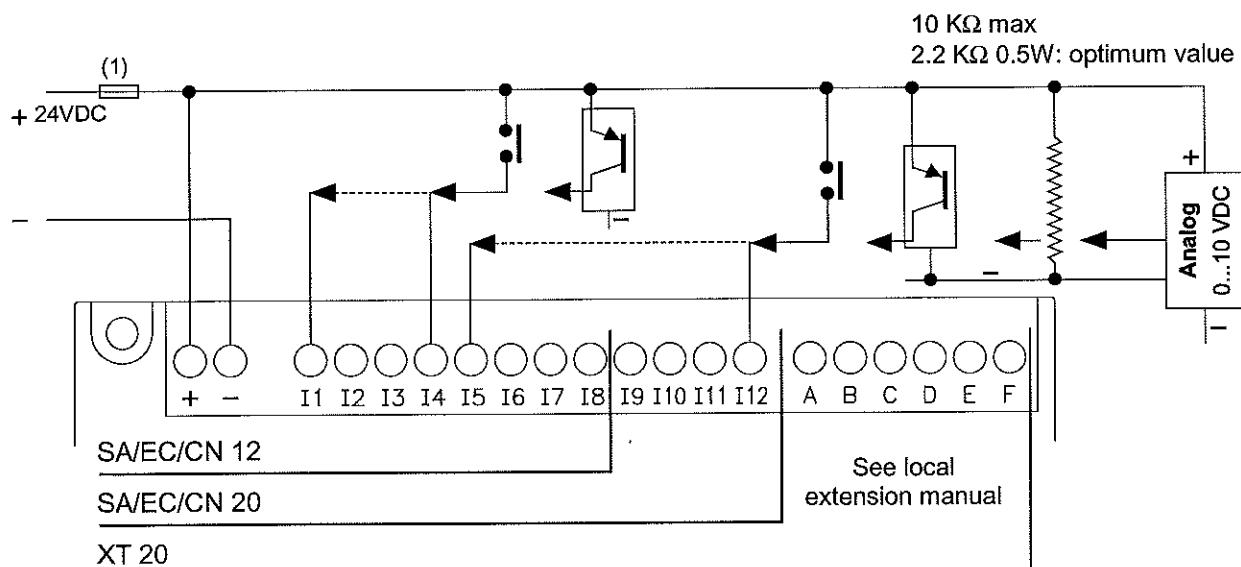 10 KΩ max
2.2 KΩ 0.5W: optimum value
(1)
+ 24VDC
−
+
Analog
0...10 VDC
−
−
−
+ − I1 I2 I3 I4 I5 I6 I7 I8 I9 I10 I11 I12 A B C D E F
SA/EC/CN 12
SA/EC/CN 20
XT 20
See local
extension manual